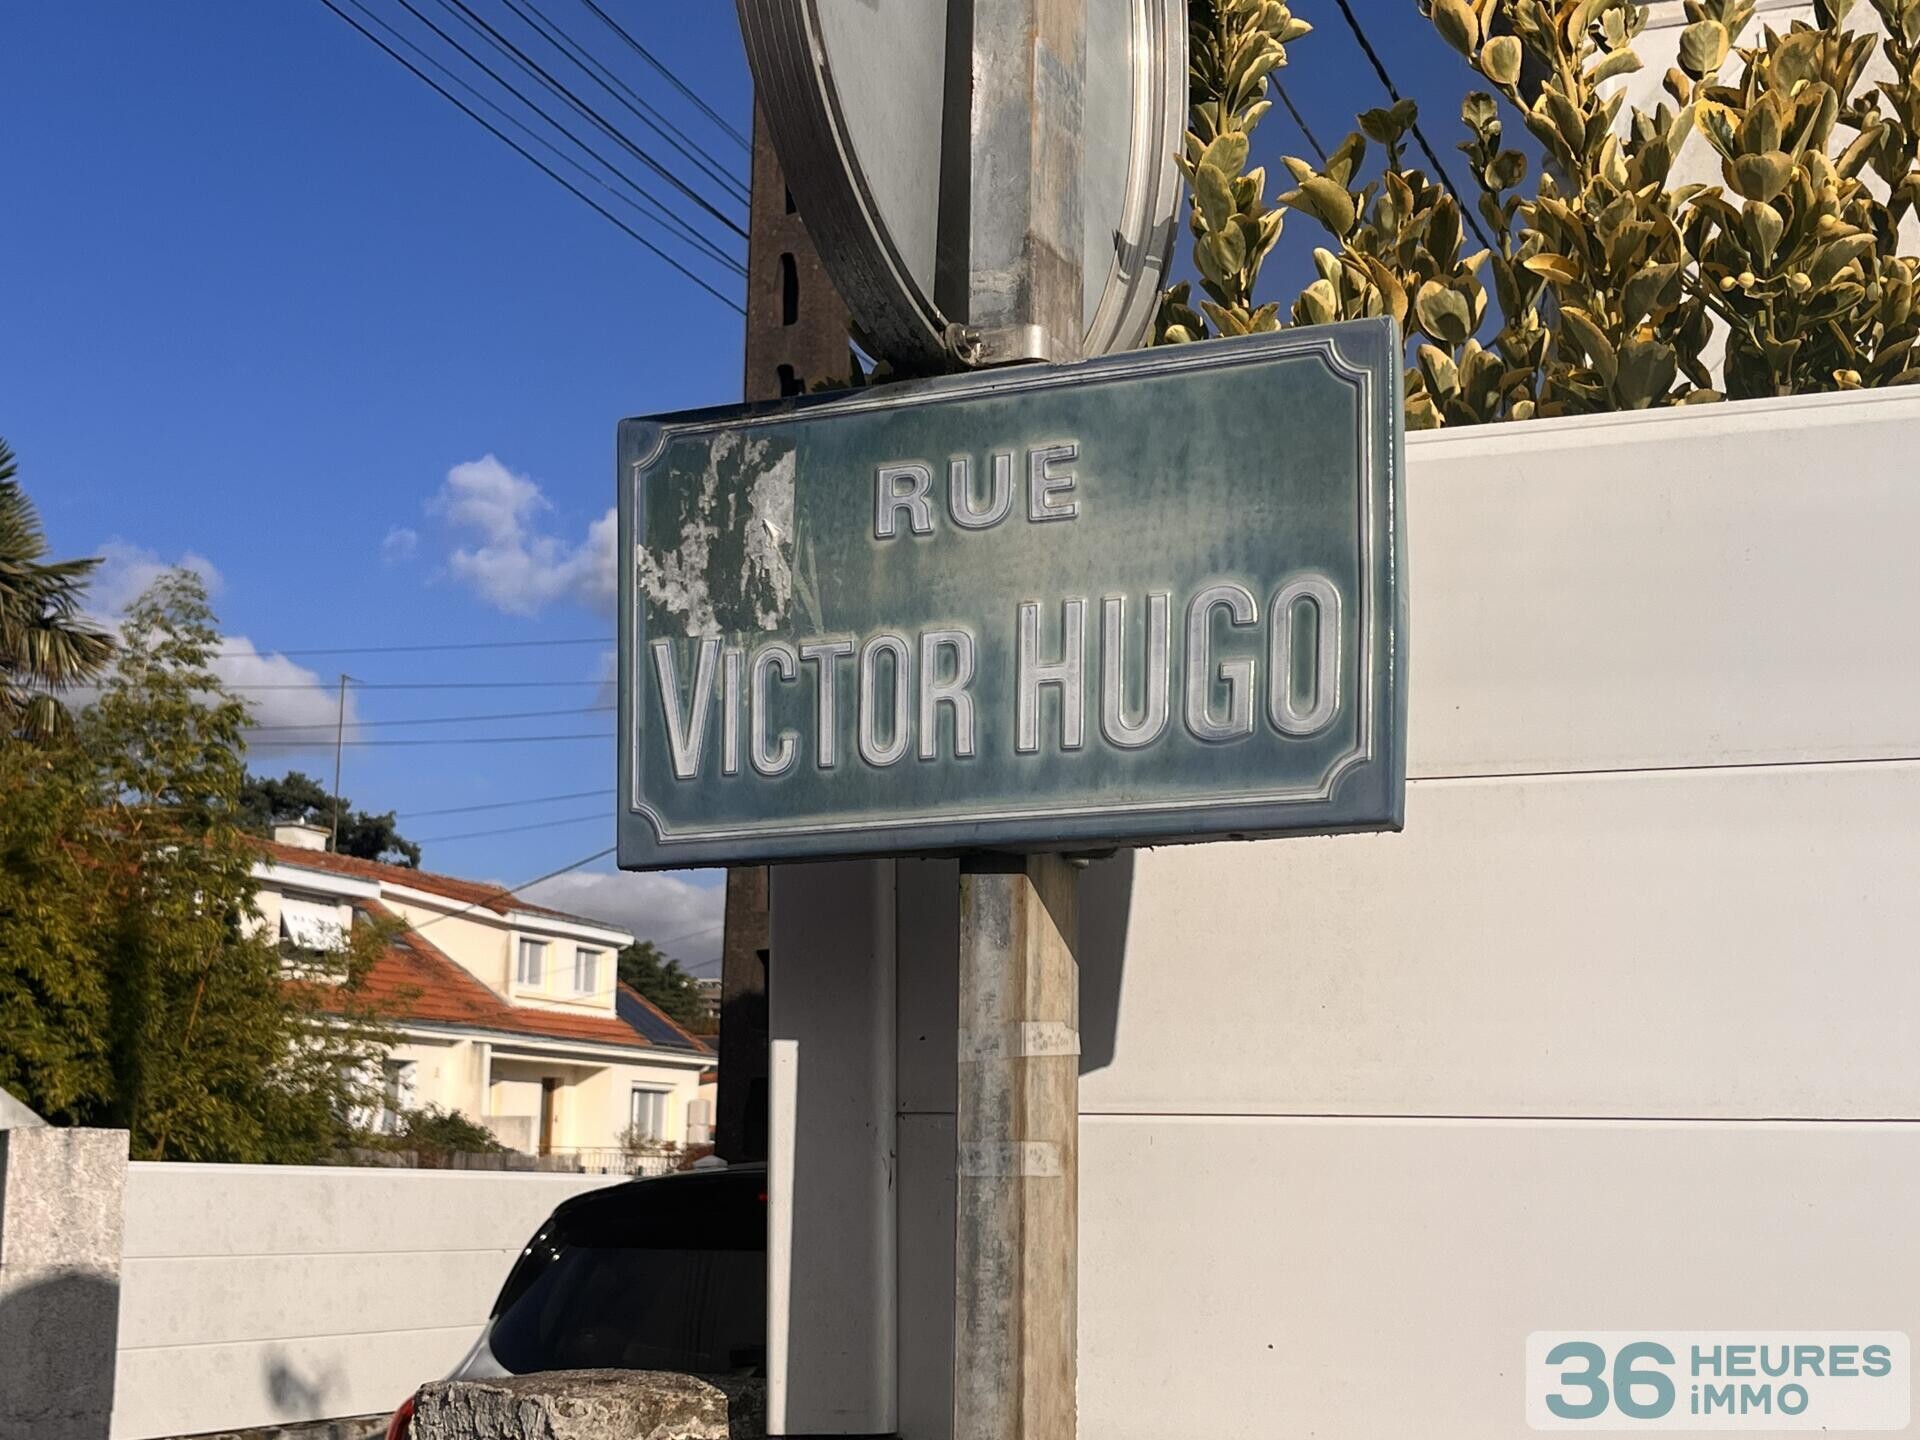 RUE
VICTOR HUGO
36 HEURES
iMMO